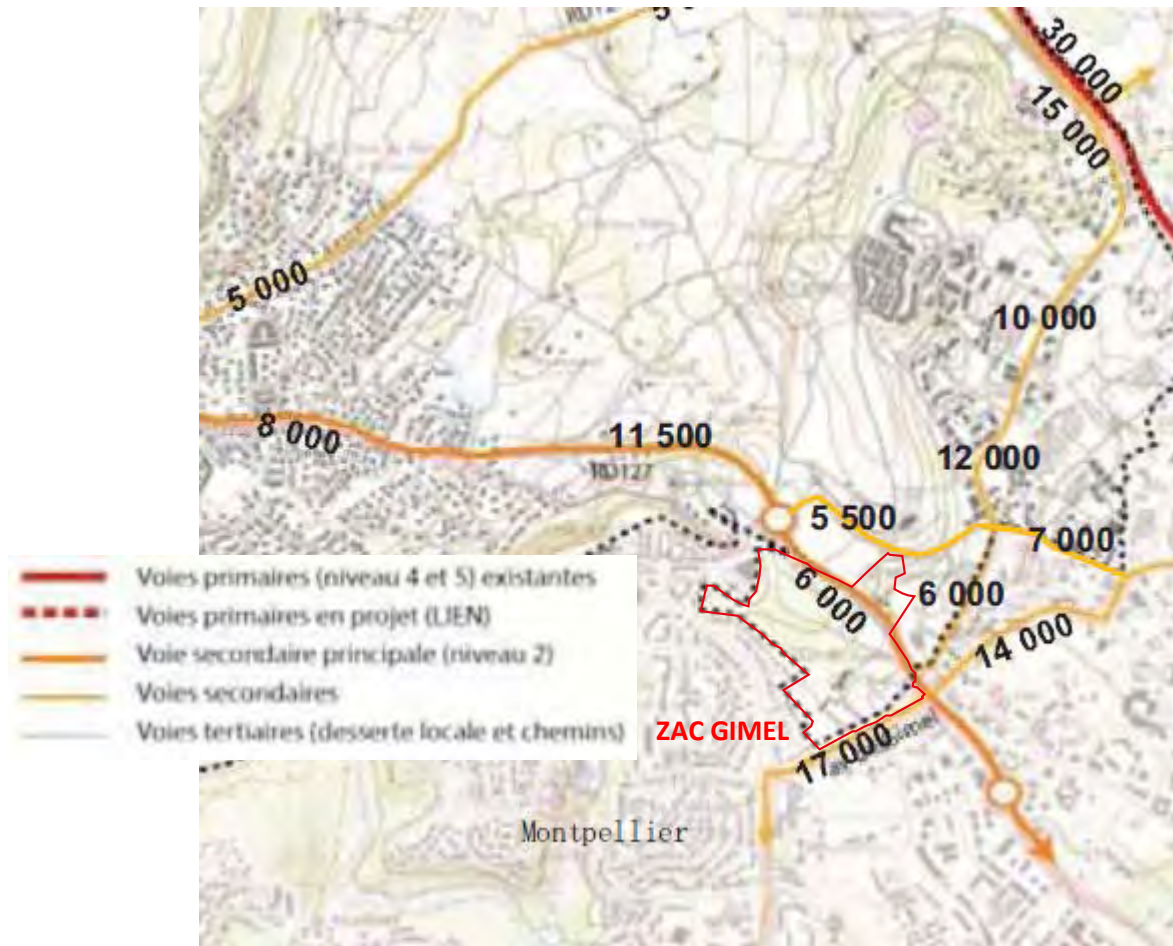 30 000
15 000
5 000
10 000
8 000
11 500
12 000
RD127
5 500
7 000
6 000
6 000
14 000
17 000
ZAC GIMEL
Voies primaires (niveau 4 et 5) existantes
Voies primaires en projet (LIEN)
Voie secondaire principale (niveau 2)
Voies secondaires
Voies tertiaires (desserte locale et chemins)
Montpellier